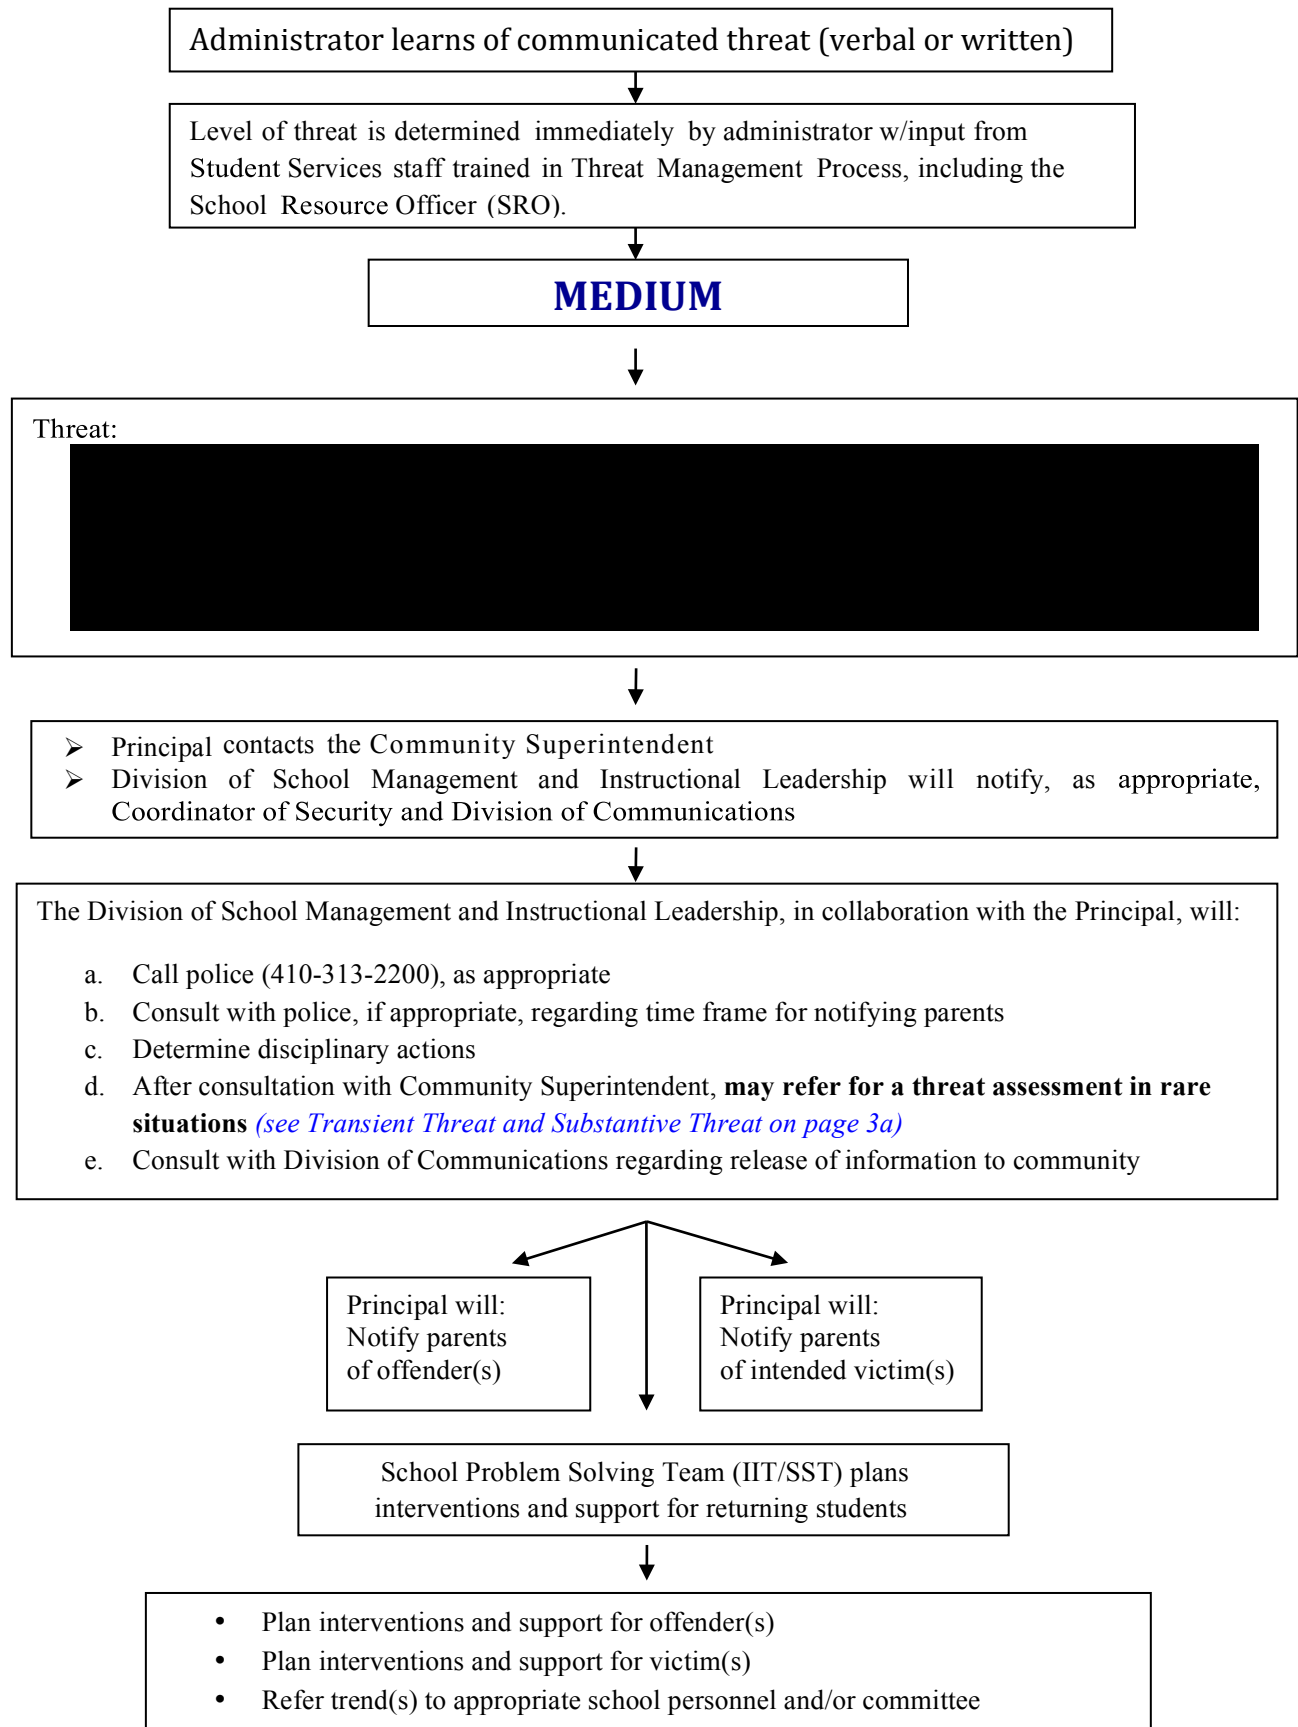 Administrator learns of communicated threat (verbal or written)
Level of threat is determined immediately by administrator w/input from
Student Services staff trained in Threat Management Process, including the
School Resource Officer (SRO).
MEDIUM
Threat:
➢ Principal contacts the Community Superintendent
➢ Division of School Management and Instructional Leadership will notify, as appropriate,
Coordinator of Security and Division of Communications
The Division of School Management and Instructional Leadership, in collaboration with the Principal, will:
a. Call police (410-313-2200), as appropriate
b. Consult with police, if appropriate, regarding time frame for notifying parents
c. Determine disciplinary actions
d. After consultation with Community Superintendent, may refer for a threat assessment in rare
situations (see Transient Threat and Substantive Threat on page 3a)
e. Consult with Division of Communications regarding release of information to community
Principal will:
Notify parents
of offender(s)
Principal will:
Notify parents
of intended victim(s)
School Problem Solving Team (IIT/SST) plans
interventions and support for returning students
• Plan interventions and support for offender(s)
• Plan interventions and support for victim(s)
• Refer trend(s) to appropriate school personnel and/or committee